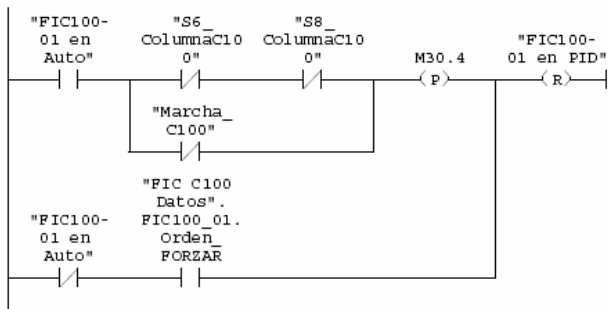 "FIC100-
01 en
Auto"
"S6_
ColumnaC10
0"
"S8_
ColumnaC10
0"
M30.4
(P)
"FIC100-
01 en PID"
(R)
"Marcha_
C100"
"FIC100-
01 en
Auto"
"FIC C100
Datos".
FIC100_01.
Orden_
FORZAR